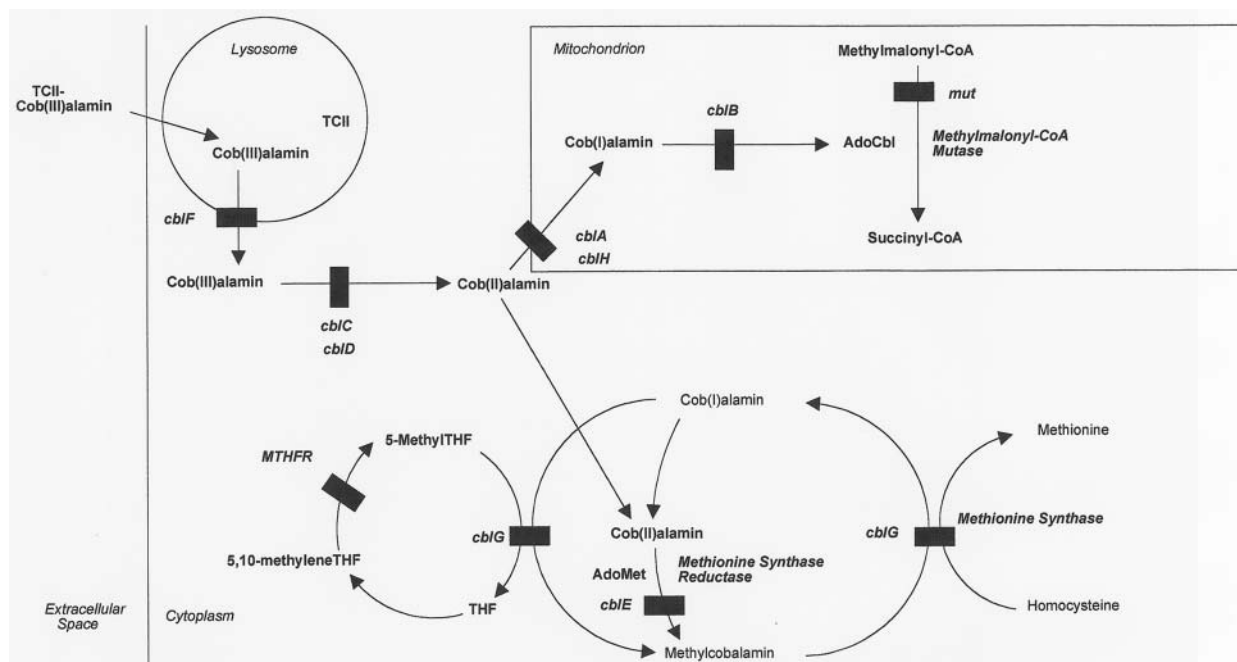 Lysosome
Mitochondrion
Methylmalonyl-CoA
TCII-
Cob(III)alamin
TCII
mut
cblB
Cob(III)alamin
Cob(I)alamin
AdoCbl
Methylmalonyl-CoA
Mutase
cblF
cblA
cblH
Succinyl-CoA
Cob(III)alamin
Cob(II)alamin
cblC
cblD
Cob(I)alamin
5-MethylTHF
Methionine
MTHFR
cblG
Cob(II)alamin
cblG
Methionine Synthase
5,10-methyleneTHF
AdoMet
Methionine Synthase
Reductase
cblE
THF
Homocysteine
Extracellular
Space
Cytoplasm
Methylcobalamin